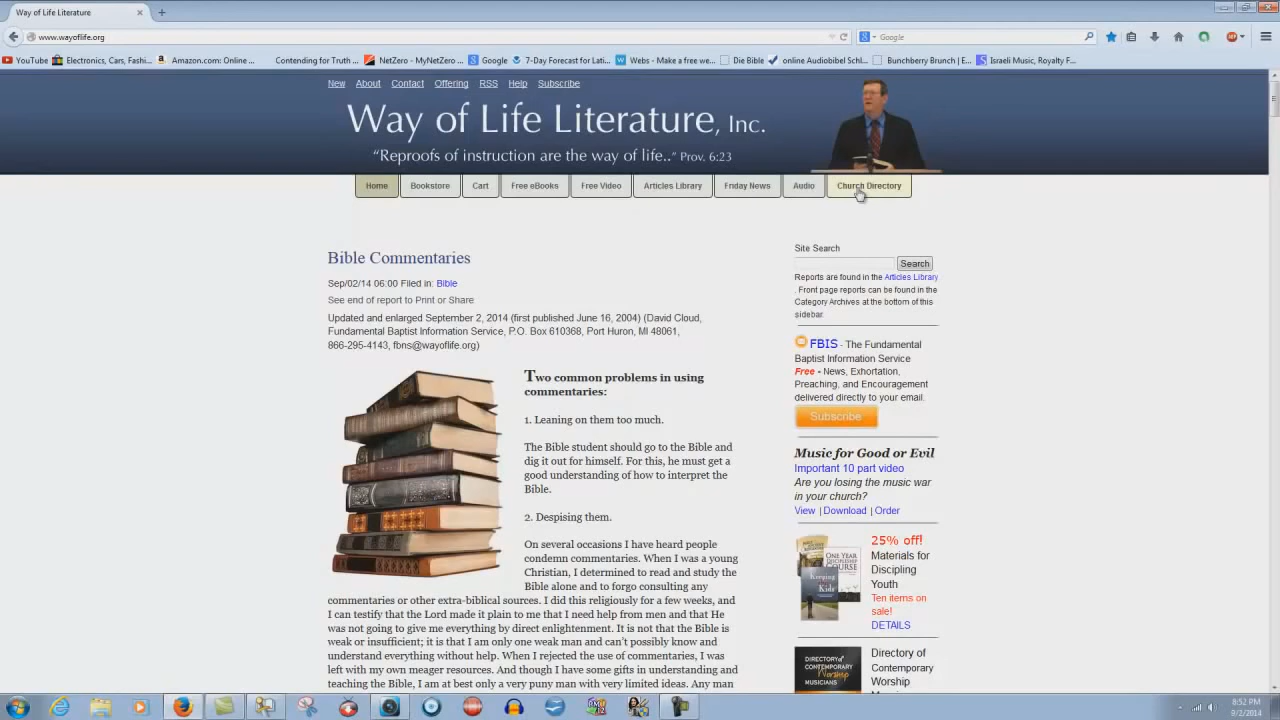 Way of Life Literature
www.wayoflife.org
Google
YouTube
Electronics, Cars, Fashi...
Amazon.com: Online ...
Contending for Truth ...
NetZero - MyNetZero ...
Google
7-Day Forecast for Lati...
Webs - Make a free we...
Die Bible
online Audiobibel Schl...
Bunchberry Brunch | E...
Israeli Music, Royalty F...
New About Contact Offering RSS Help Subscribe
Way of Life Literature, Inc.
“Reproofs of instruction are the way of life..” Prov. 6:23
Home Bookstore Cart Free eBooks Free Video Articles Library Friday News Audio Church Directory
Bible Commentaries
Sep/02/14 06:00 Filed in: Bible
See end of report to Print or Share
Updated and enlarged September 2, 2014 (first published June 16, 2004) (David Cloud,
Fundamental Baptist Information Service, P.O. Box 610368, Port Huron, MI 48061,
866-295-4143, fbns@wayoflife.org)
Two common problems in using
commentaries:
1. Leaning on them too much.
The Bible student should go to the Bible and
dig it out for himself. For this, he must get a
good understanding of how to interpret the
Bible.
2. Despising them.
On several occasions I have heard people
condemn commentaries. When I was a young
Christian, I determined to read and study the
Bible alone and to forgo consulting any
commentaries or other extra-biblical sources. I did this religiously for a few weeks, and
I can testify that the Lord made it plain to me that I need help from men and that He
was not going to give me everything by direct enlightenment. It is not that the Bible is
weak or insufficient; it is that I am only one weak man and can't possibly know and
understand everything without help. When I rejected the use of commentaries, I was
left with my own meager resources. And though I have some gifts in understanding and
teaching the Bible, I am at best only a very puny man with very limited ideas. Any man
Site Search
Search
Reports are found in the Articles Library
. Front page reports can be found in the
Category Archives at the bottom of this
sidebar.
FBIS - The Fundamental
Baptist Information Service
Free - News, Exhortation,
Preaching, and Encouragement
delivered directly to your email.
Subscribe
Music for Good or Evil
Important 10 part video
Are you losing the music war
in your church?
View | Download | Order
25% off!
Materials for
Discipling
Youth
Ten items on
sale!
DETAILS
ONE YEAR
DISCIPLESHIP
COURSE
Keeping
Kids
Directory of
Contemporary
Worship
DIRECTORY of
CONTEMPORARY
Worship
MUSICIANS
8:52 PM
9/2/2014